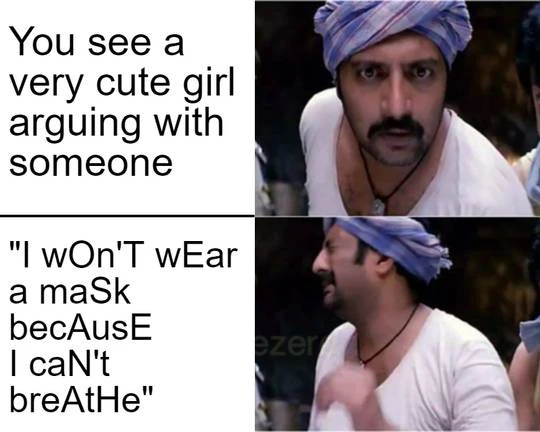 You see a
very cute girl
arguing with
someone
"I wOn'T wEar
a maSk
becAusE
I caN't
breAtHe"